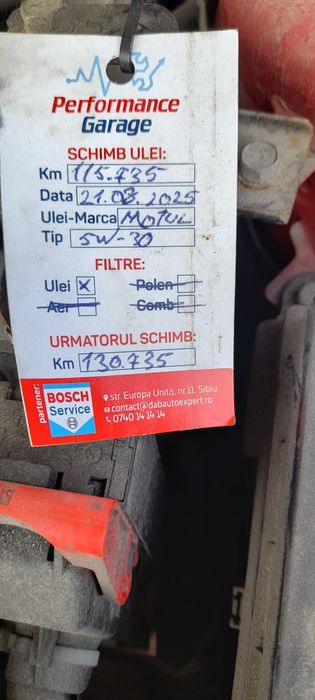 Performance
Garage
SCHIMB ULEI:
Km 115.735
Data 21.08.2025
Ulei-Marca MOTUL
Tip 5W-30
FILTRE:
Ulei x Polen
Aer Comb
URMATORUL SCHIMB:
Km 130.735
partener:
BOSCH
Service
str. Europa Unită, nr.11, Sibiu
contact@dabautoexpert.ro
0740 14 14 14